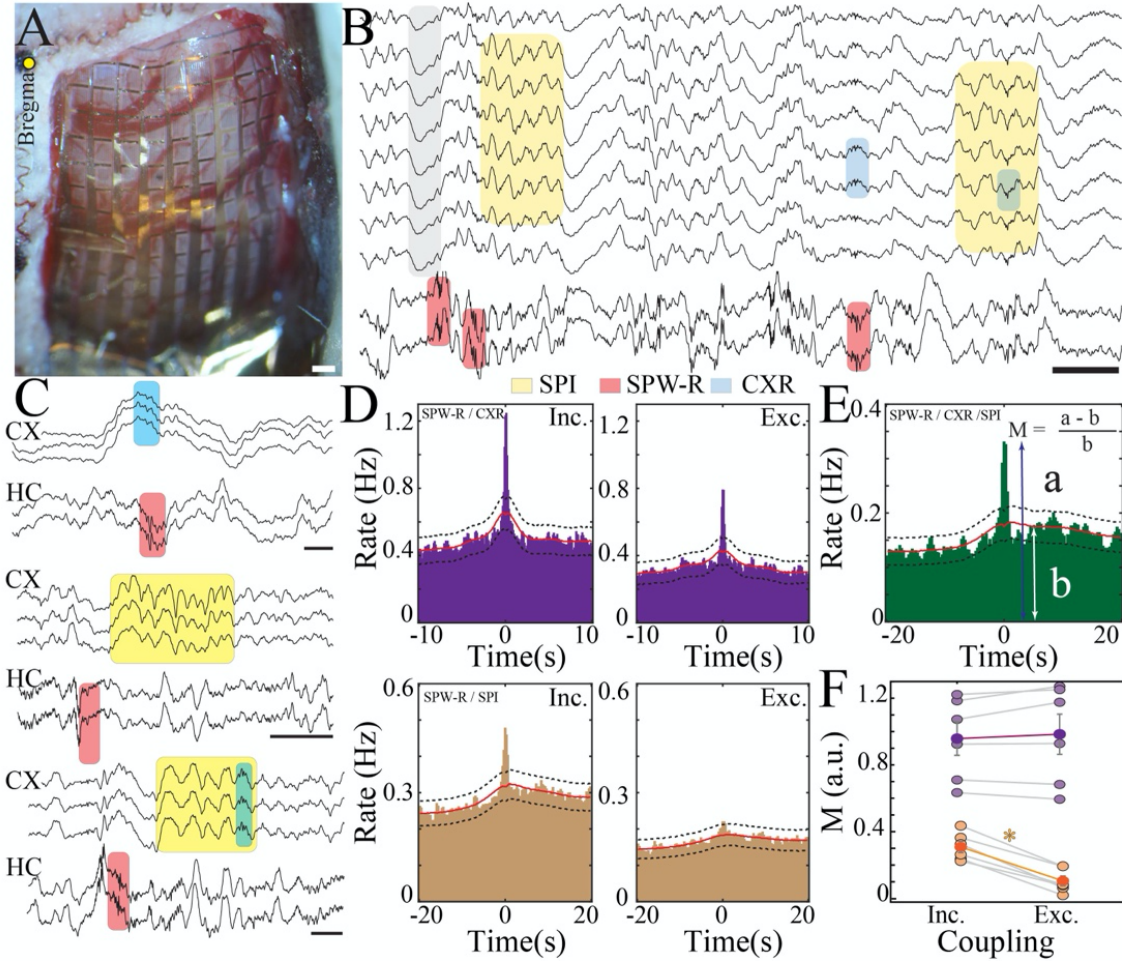 A
Bregma
B
SPI
SPW-R
CXR
C
CX
HC
CX
HC
CX
HC
D
SPW-R / CXR
Inc.
Exc.
Rate (Hz)
1.2
0.8
0.4
0
-10
0
10
Time(s)
1.2
0.8
0.4
0
-10
0
10
Time(s)
E
SPW-R / CXR /SPI
M = a - b
b
a
b
Rate (Hz)
0.4
0.2
0
-20
0
20
Time(s)
SPW-R / SPI
Inc.
Exc.
Rate (Hz)
0.6
0.3
0
-20
0
20
Time(s)
0.6
0.3
0
-20
0
20
Time(s)
F
M (a.u.)
1.2
0.8
0.4
0
*
Inc.
Exc.
Coupling